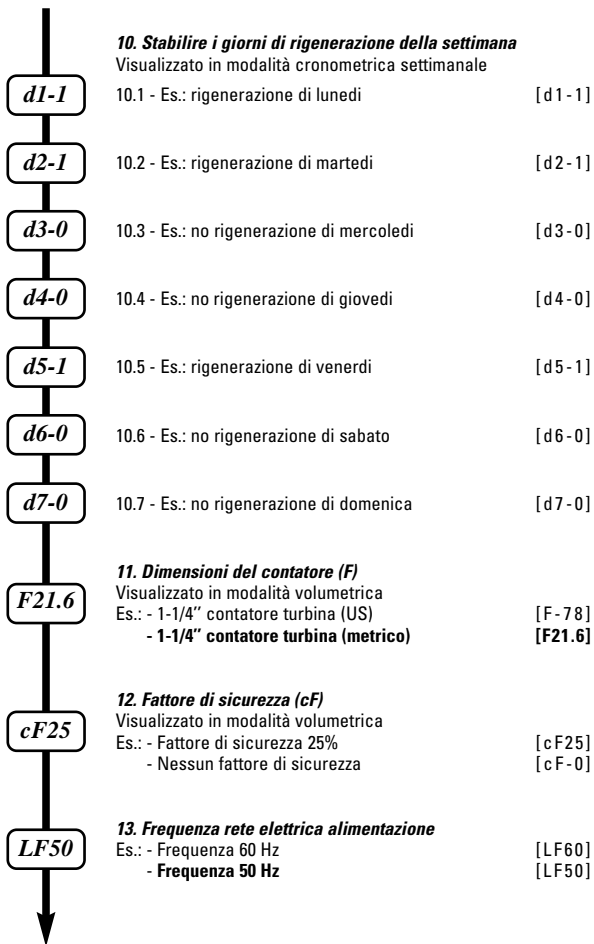 10. Stabilire i giorni di rigenerazione della settimana
Visualizzato in modalità cronometrica settimanale
d1-1 10.1 - Es.: rigenerazione di lunedi [d1-1]
d2-1 10.2 - Es.: rigenerazione di martedi [d2-1]
d3-0 10.3 - Es.: no rigenerazione di mercoledi [d3-0]
d4-0 10.4 - Es.: no rigenerazione di giovedi [d4-0]
d5-1 10.5 - Es.: rigenerazione di venerdi [d5-1]
d6-0 10.6 - Es.: no rigenerazione di sabato [d6-0]
d7-0 10.7 - Es.: no rigenerazione di domenica [d7-0]
11. Dimensioni del contatore (F)
F21.6 Visualizzato in modalità volumetrica
Es.: - 1-1/4″ contatore turbina (US) [F-78]
- 1-1/4″ contatore turbina (metrico) [F21.6]
12. Fattore di sicurezza (cF)
cF25 Visualizzato in modalità volumetrica
Es.: - Fattore di sicurezza 25% [cF25]
- Nessun fattore di sicurezza [cF-0]
13. Frequenza rete elettrica alimentazione
LF50 Es.: - Frequenza 60 Hz [LF60]
- Frequenza 50 Hz [LF50]